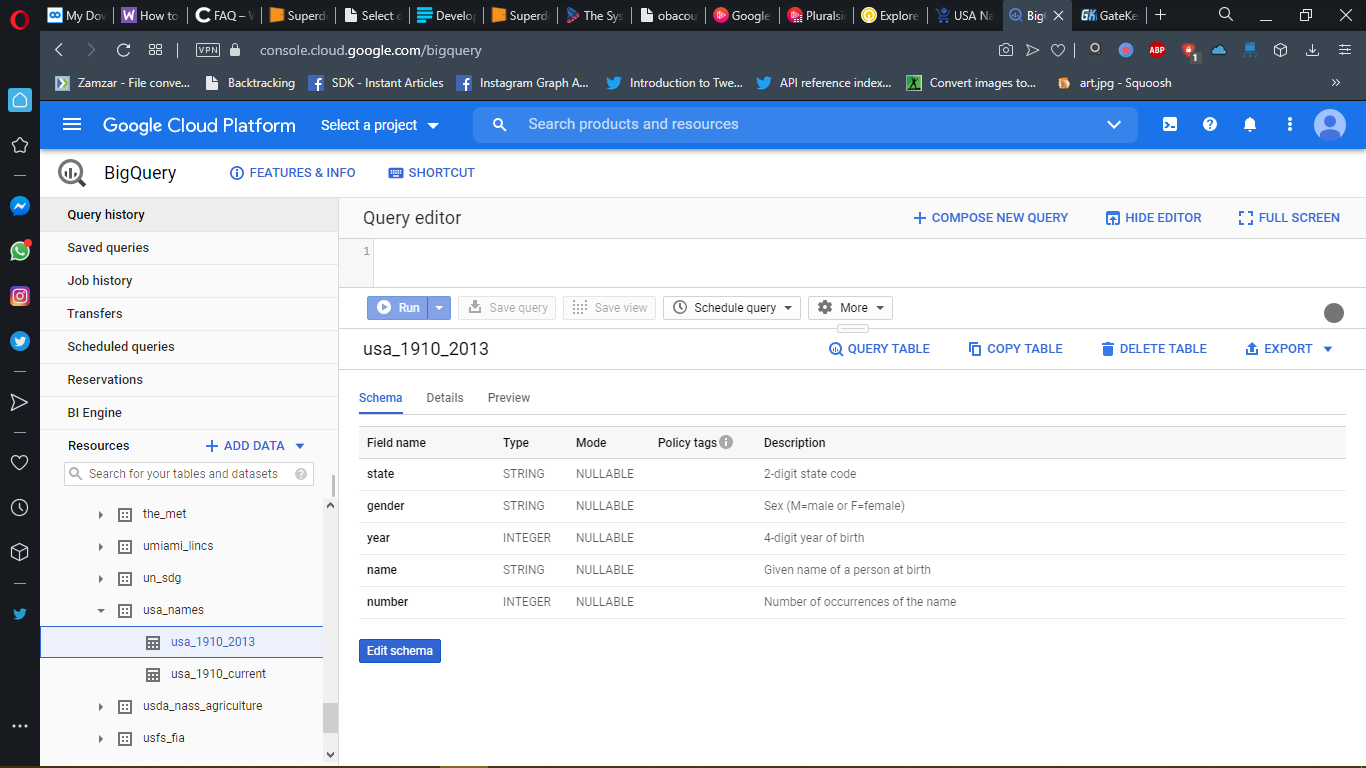 My Dow
How to
FAQ – W
Superde
Select d
Develop
Superde
The Sys
obacou
Google
Pluralsi
Explore
USA Na
Big
GateKe
VPN console.cloud.google.com/bigquery
ABP
1
Zamzar - File conve...
Backtracking
SDK - Instant Articles
Instagram Graph A...
Introduction to Twe...
API reference index...
Convert images to...
art.jpg - Squoosh
»
Google Cloud Platform
Select a project
Search products and resources
BigQuery
FEATURES & INFO
SHORTCUT
Query history
Saved queries
Job history
Transfers
Scheduled queries
Reservations
BI Engine
Resources
ADD DATA
Search for your tables and datasets
the_met
umiami_lincs
un_sdg
usa_names
usa_1910_2013
usa_1910_current
usda_nass_agriculture
usfs_fia
Query editor
COMPOSE NEW QUERY
HIDE EDITOR
FULL SCREEN
1
Run
Save query
Save view
Schedule query
More
usa_1910_2013
QUERY TABLE
COPY TABLE
DELETE TABLE
EXPORT
Schema Details Preview
Field name Type Mode Policy tags Description
state STRING NULLABLE 2-digit state code
gender STRING NULLABLE Sex (M=male or F=female)
year INTEGER NULLABLE 4-digit year of birth
name STRING NULLABLE Given name of a person at birth
number INTEGER NULLABLE Number of occurrences of the name
Edit schema